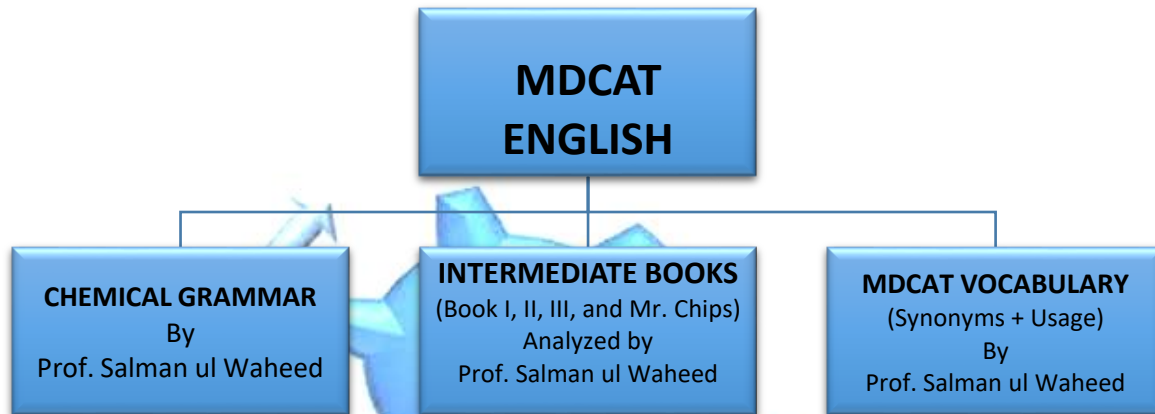 MDCAT
ENGLISH
CHEMICAL GRAMMAR
By
Prof. Salman ul Waheed
INTERMEDIATE BOOKS
(Book I, II, III, and Mr. Chips)
Analyzed by
Prof. Salman ul Waheed
MDCAT VOCABULARY
(Synonyms + Usage)
By
Prof. Salman ul Waheed